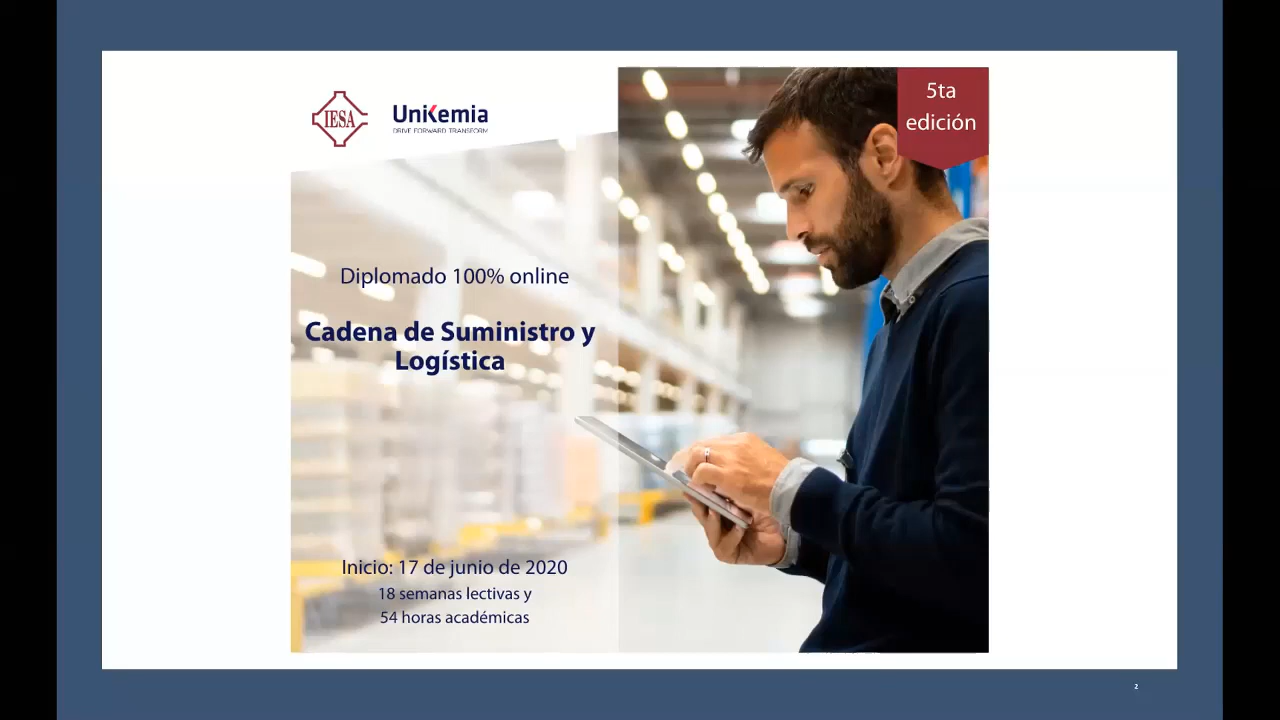 IESA
UniKemia
DRIVE FORWARD TRANSFORM
5ta
edición
Diplomado 100% online
Cadena de Suministro y
Logística
Inicio: 17 de junio de 2020
18 semanas lectivas y
54 horas académicas
2